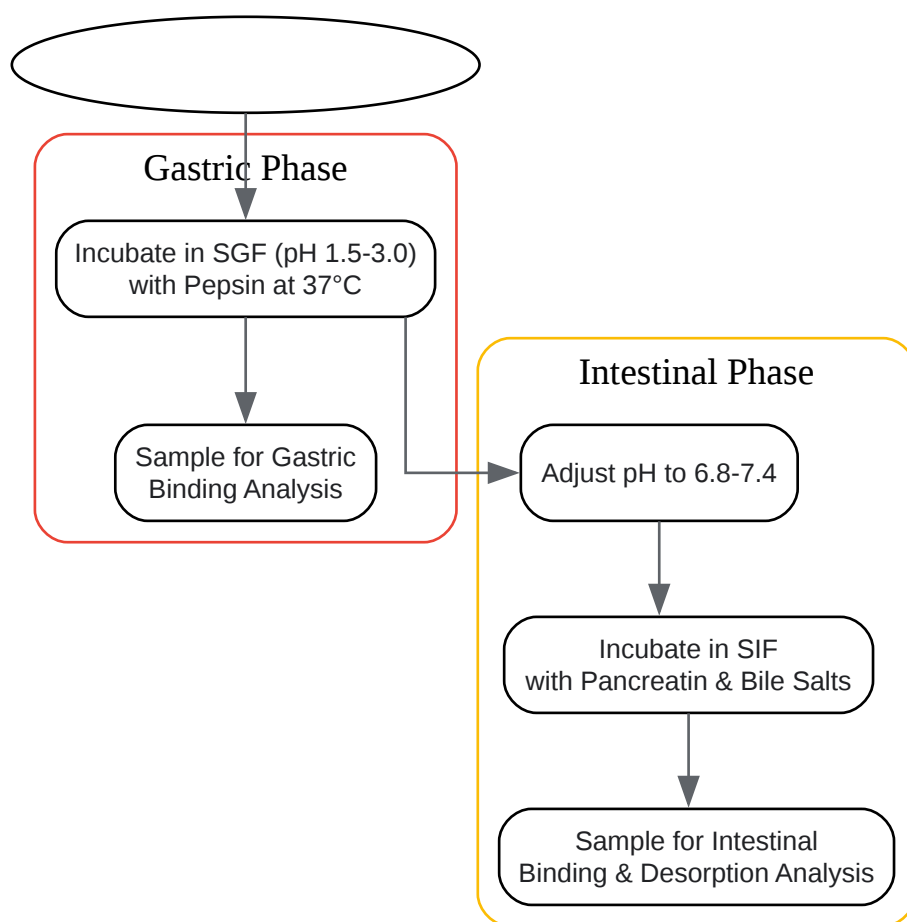 Gastric Phase
Incubate in SGF (pH 1.5-3.0)
with Pepsin at 37°C
Sample for Gastric
Binding Analysis
Intestinal Phase
Adjust pH to 6.8-7.4
Incubate in SIF
with Pancreatin & Bile Salts
Sample for Intestinal
Binding & Desorption Analysis